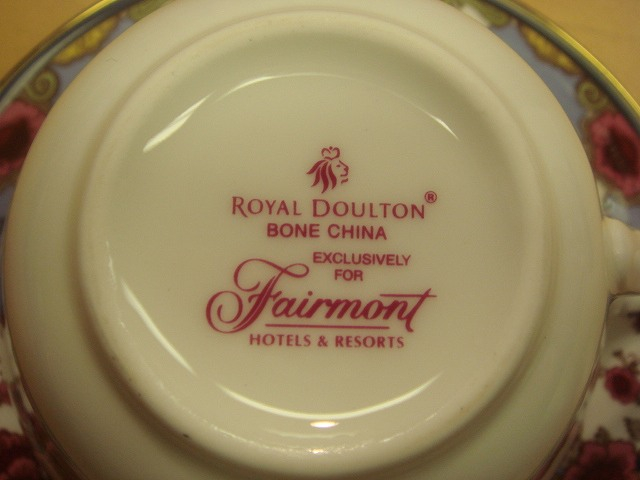 ROYAL DOULTON®
BONE CHINA
EXCLUSIVELY
FOR
Fairmont
HOTELS & RESORTS